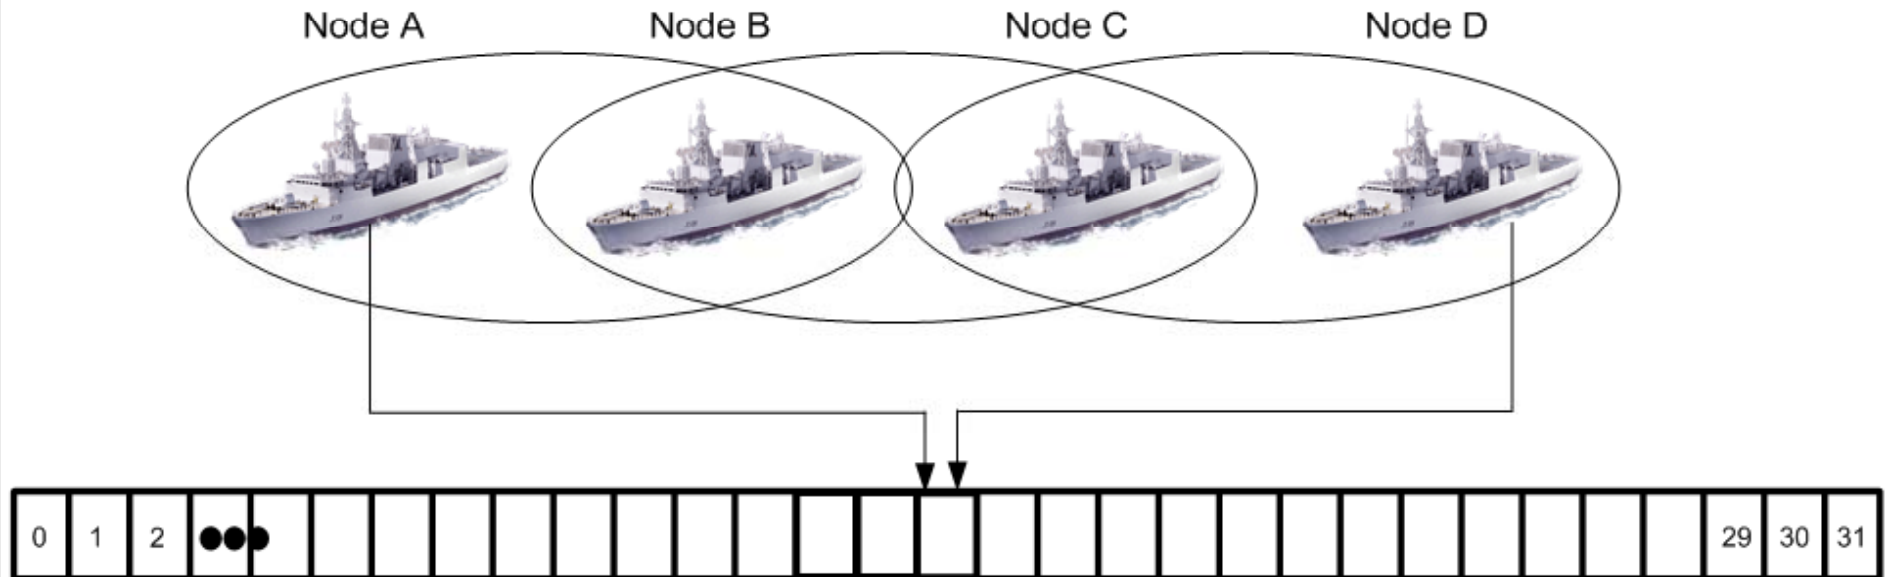 Node A Node B Node C Node D
0 1 2 ●●● 29 30 31